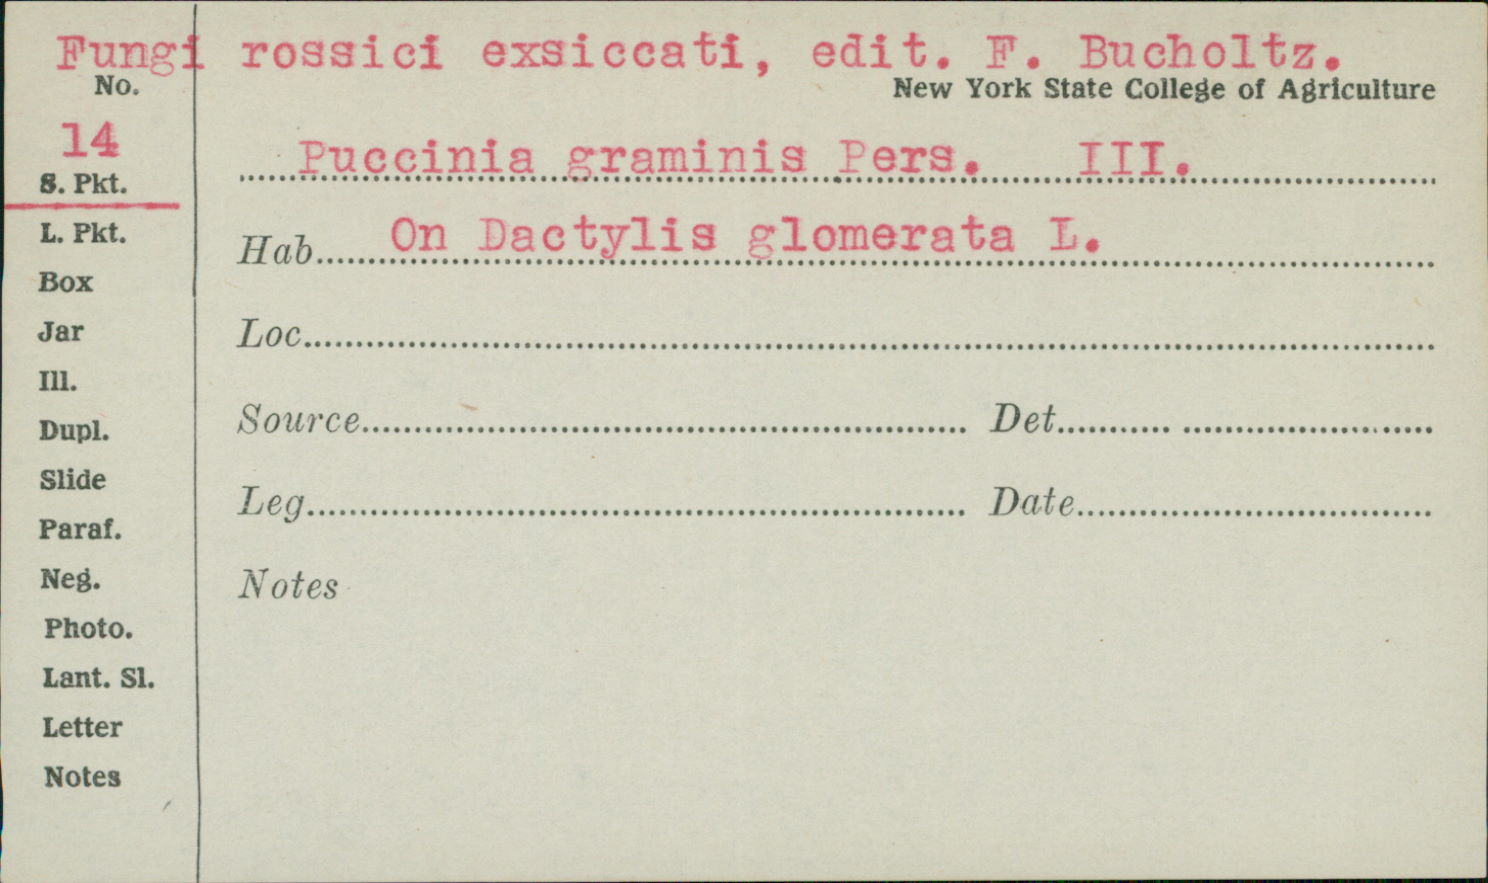 Fungi rossici exsiccati, edit. F. Bucholtz.
No.
New York State College of Agriculture
14
Puccinia graminis Pers. III.
S. Pkt.
L. Pkt.
Hab. On Dactylis glomerata L.
Box
Jar
Loc.
Ill.
Dupl.
Source Det.
Slide
Leg. Date
Paraf.
Neg.
Notes
Photo.
Lant. Sl.
Letter
Notes